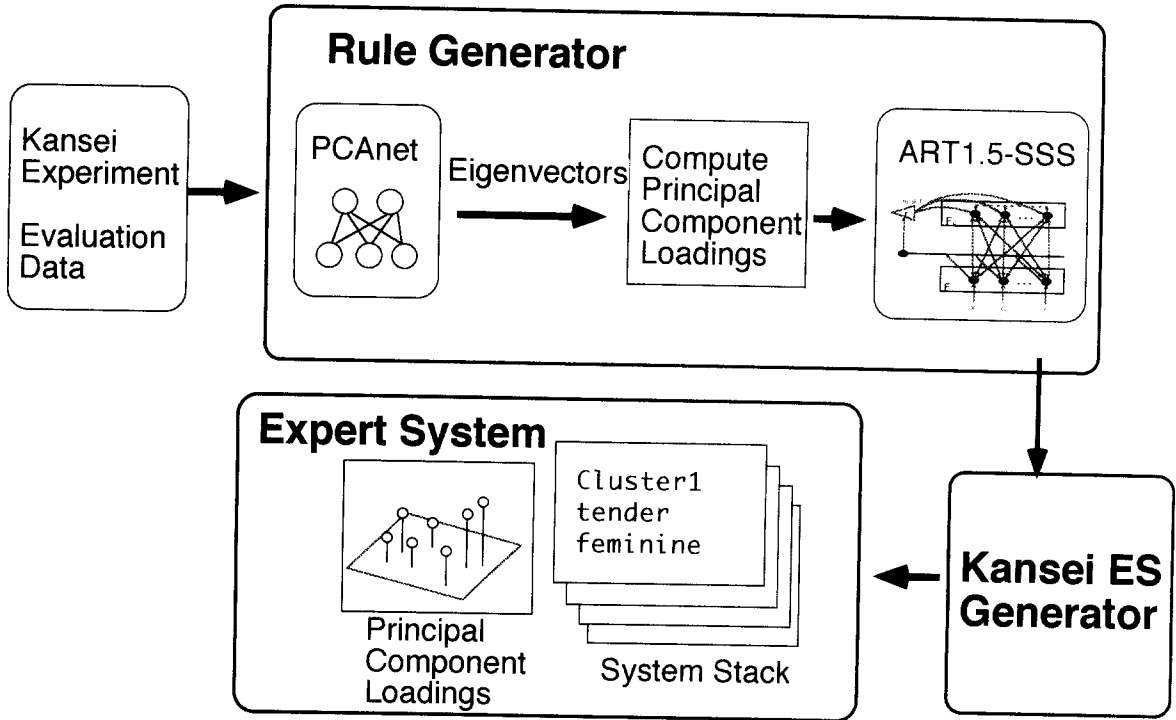 Rule Generator
Kansei
Experiment
Evaluation
Data
PCAnet
Eigenvectors
Compute
Principal
Component
Loadings
ART1.5-SSS
Expert System
Cluster1
tender
feminine
Principal
Component
Loadings
System Stack
Kansei ES
Generator